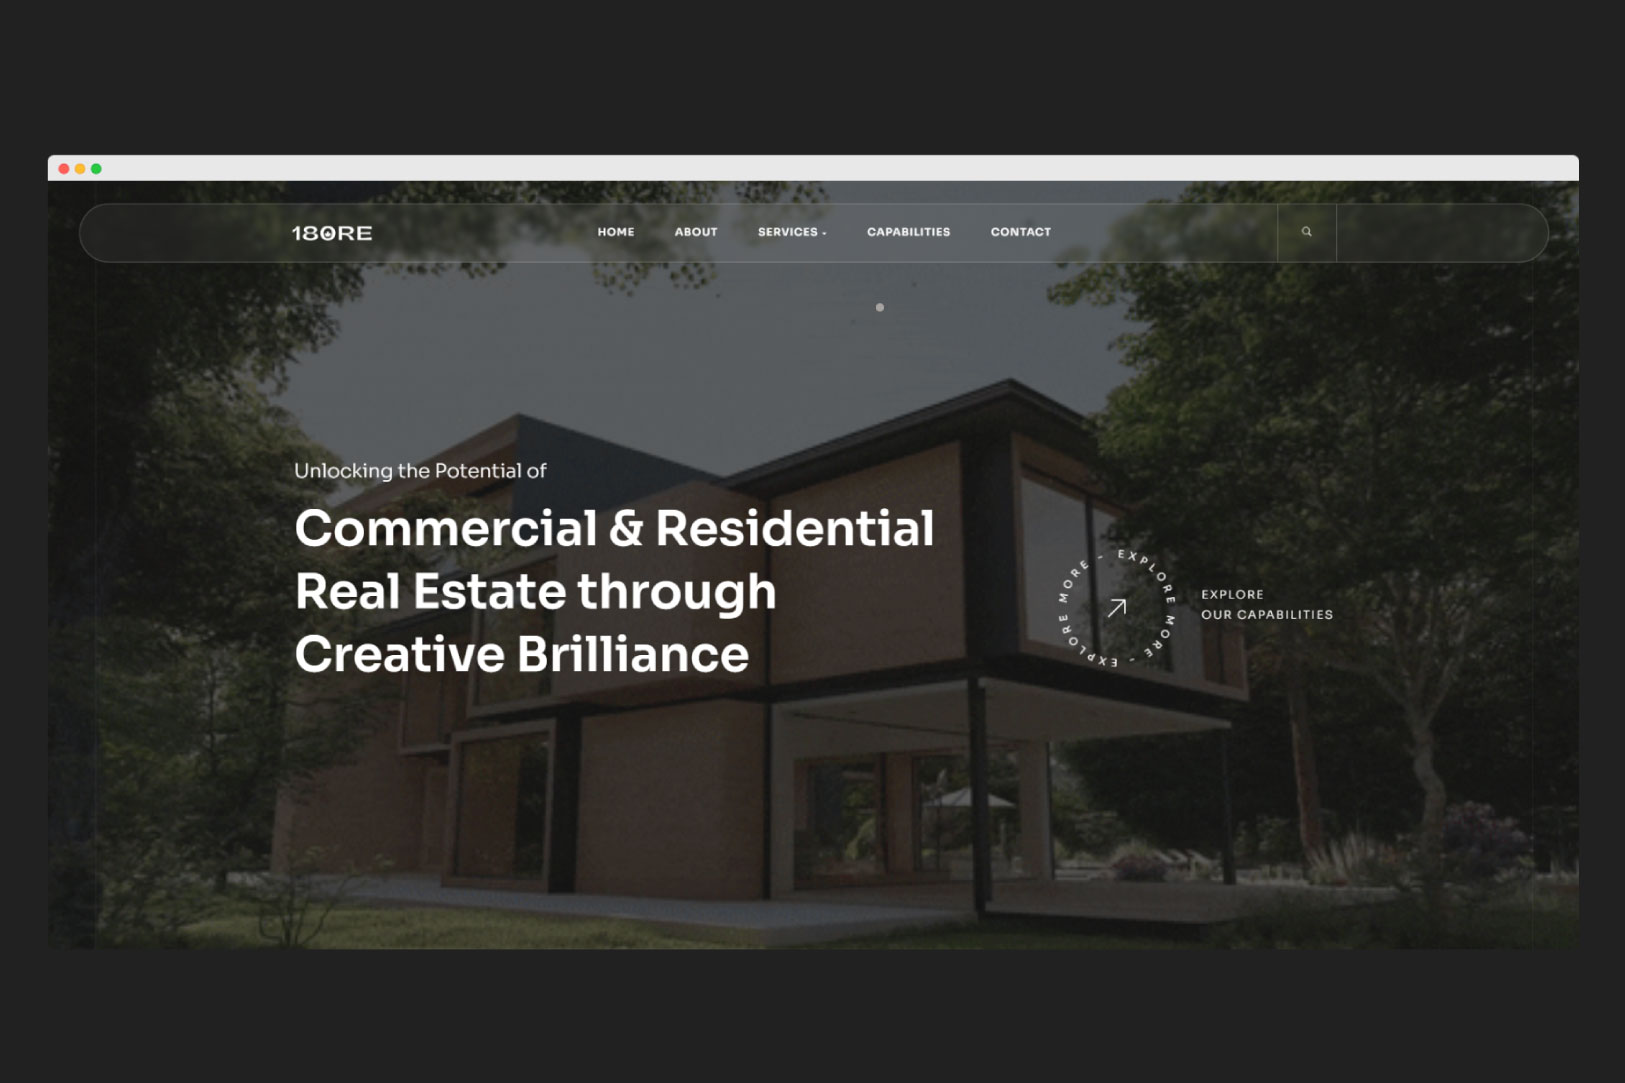 180RE
HOME
ABOUT
SERVICES
CAPABILITIES
CONTACT
Unlocking the Potential of
Commercial & Residential
Real Estate through
Creative Brilliance
EXPLORE MORE - EXPLORE MORE -
EXPLORE
OUR CAPABILITIES